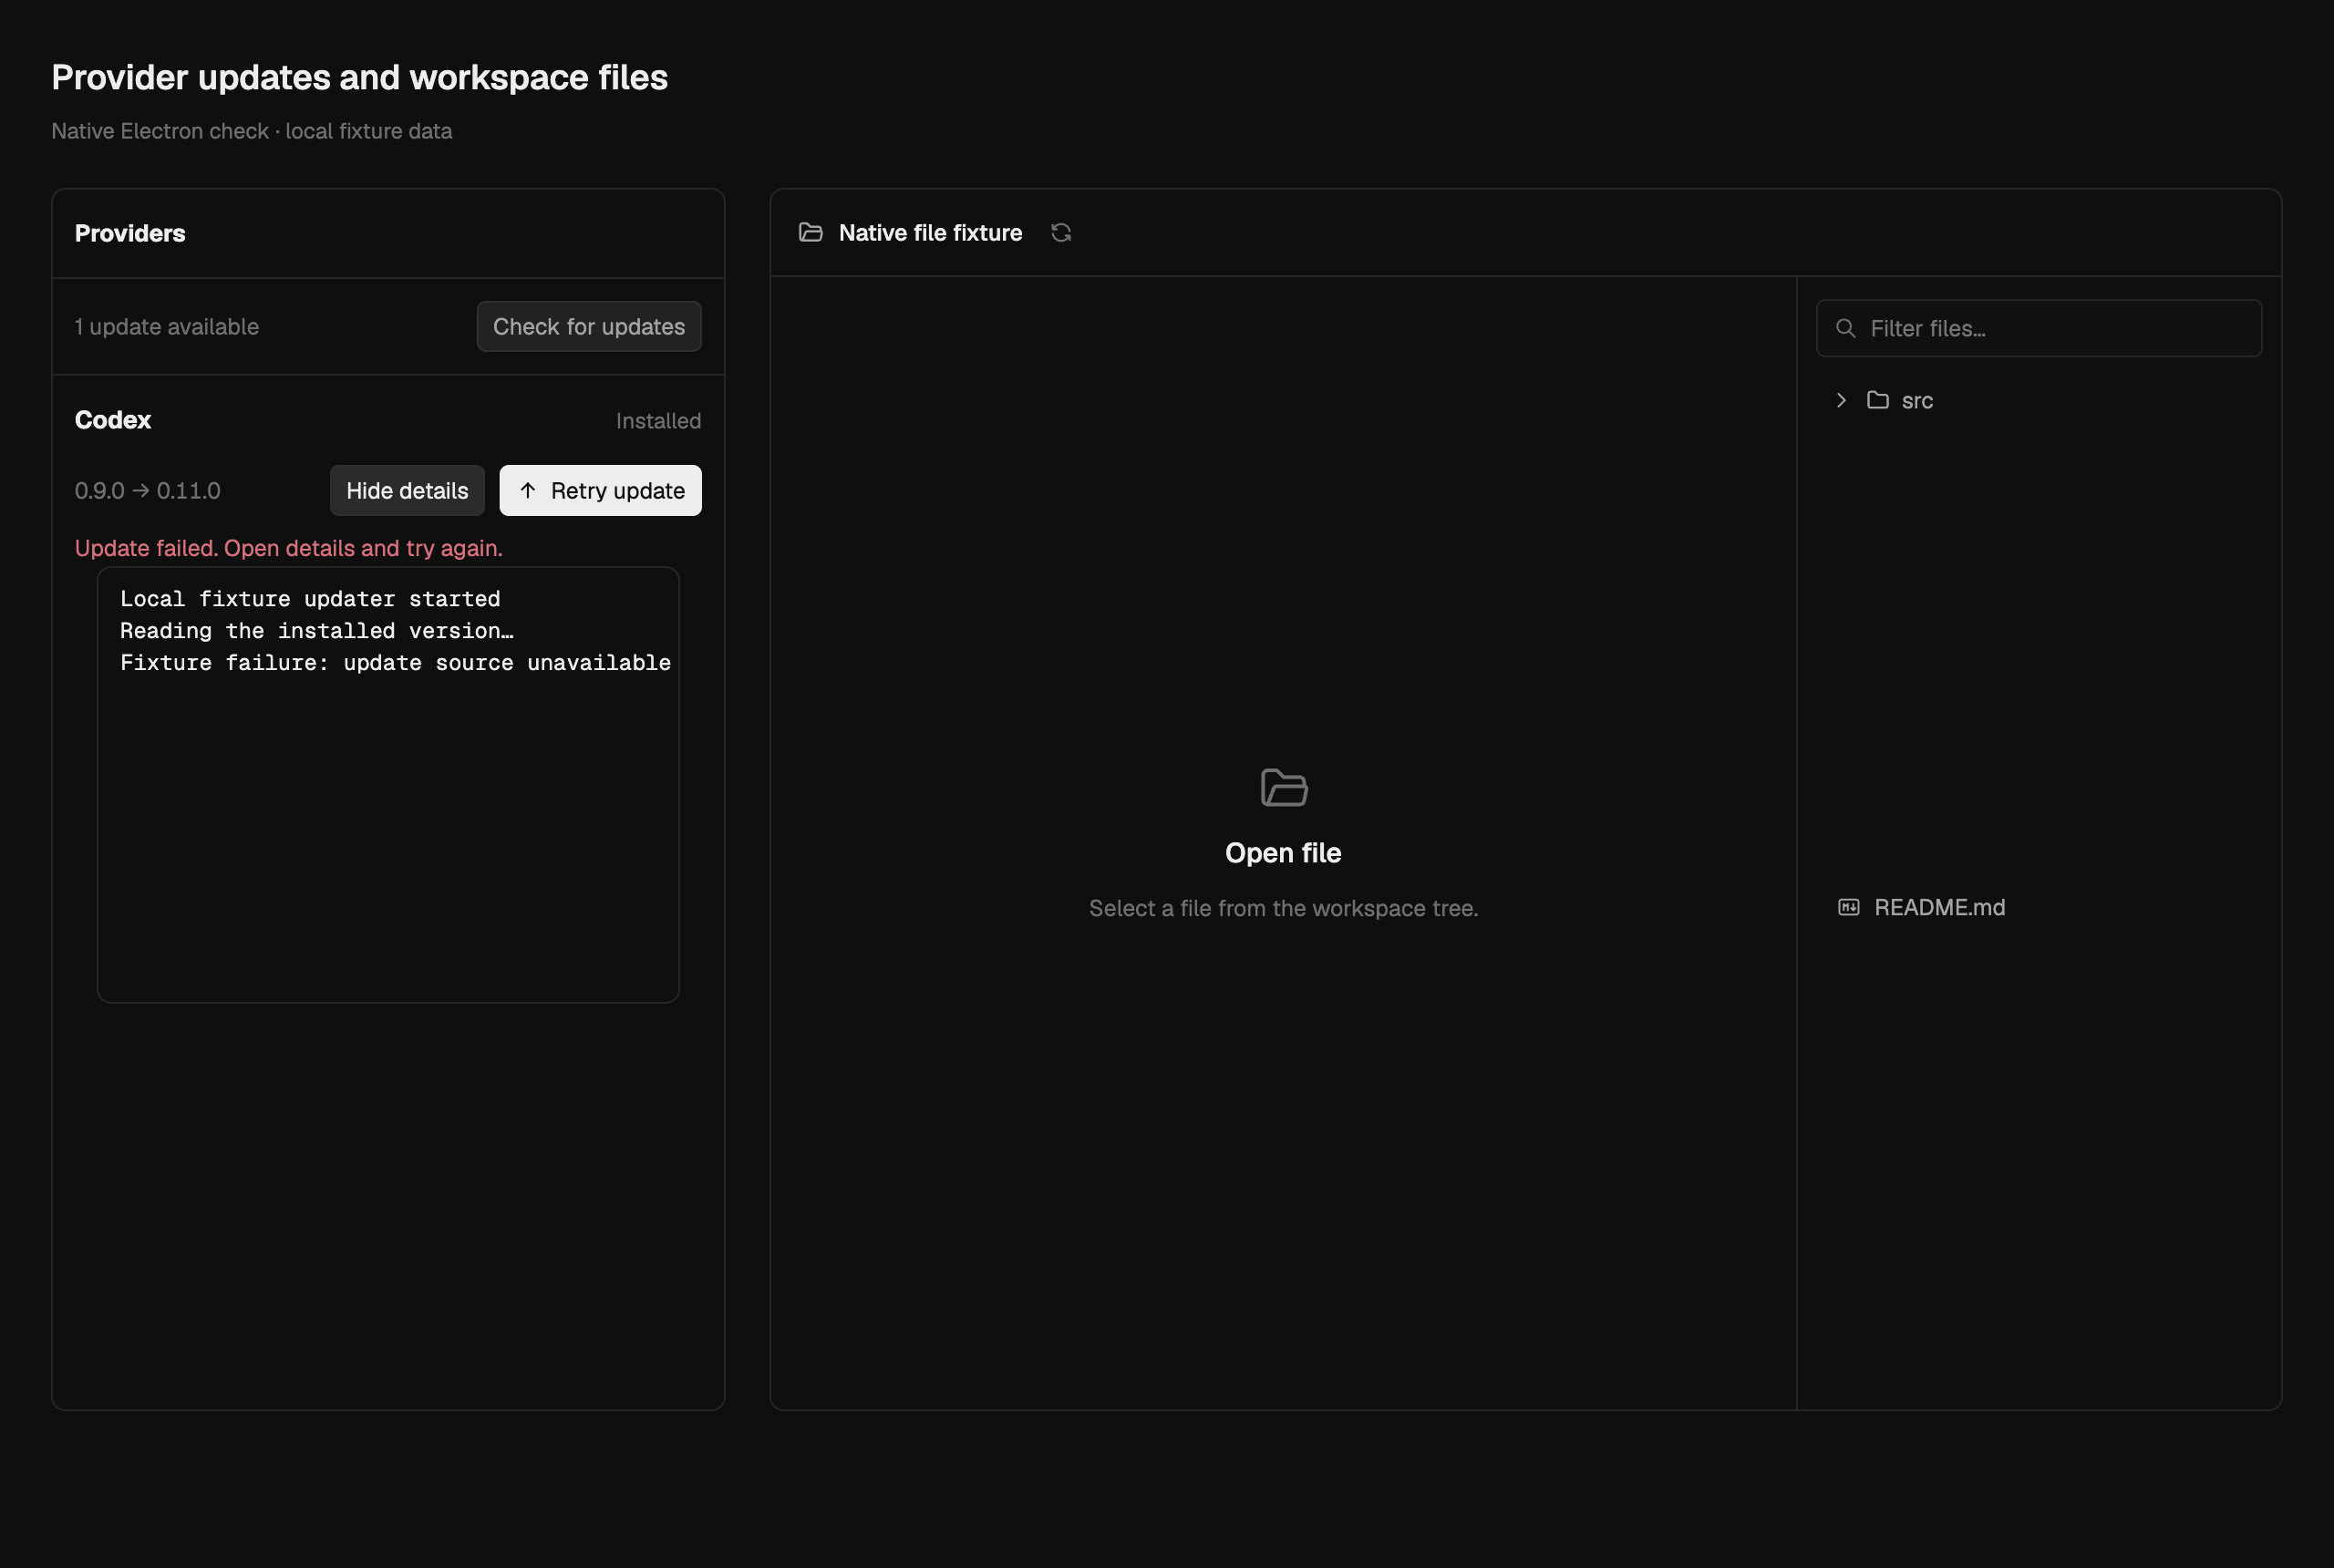 Provider updates and workspace files
Native Electron check · local fixture data
Providers
1 update available
Check for updates
Codex
Installed
0.9.0 → 0.11.0
Hide details
Retry update
Update failed. Open details and try again.
Local fixture updater started
Reading the installed version…
Fixture failure: update source unavailable
Native file fixture
Open file
Select a file from the workspace tree.
Filter files…
src
README.md